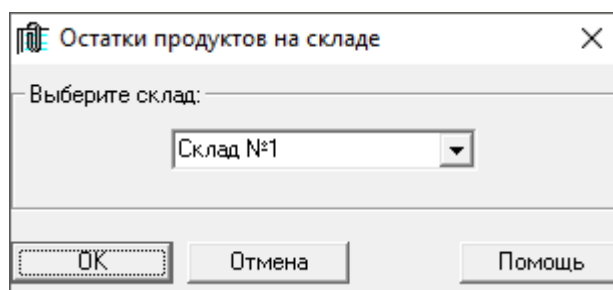 Остатки продуктов на складе
Выберите склад:
Склад №1
OK
Отмена
Помощь